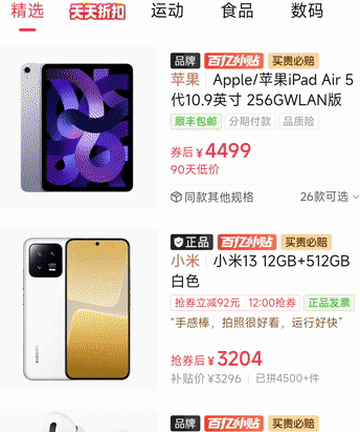 精选 天天折扣 运动 食品 数码
品牌 百亿补贴 买贵必赔
苹果 Apple/苹果iPad Air 5
代10.9英寸 256GWLAN版
顺丰包邮 分期付款 品质险
券后¥4499
90天低价
同款其他规格 26款可选
正品 百亿补贴 买贵必赔
小米 小米13 12GB+512GB
白色
抢券立减92元 12:00抢券 正品发票
“手感棒，拍照很好看，运行好快”
抢券后¥3204
补贴价¥3296 已拼4500+件
品牌 百亿补贴 买贵必赔